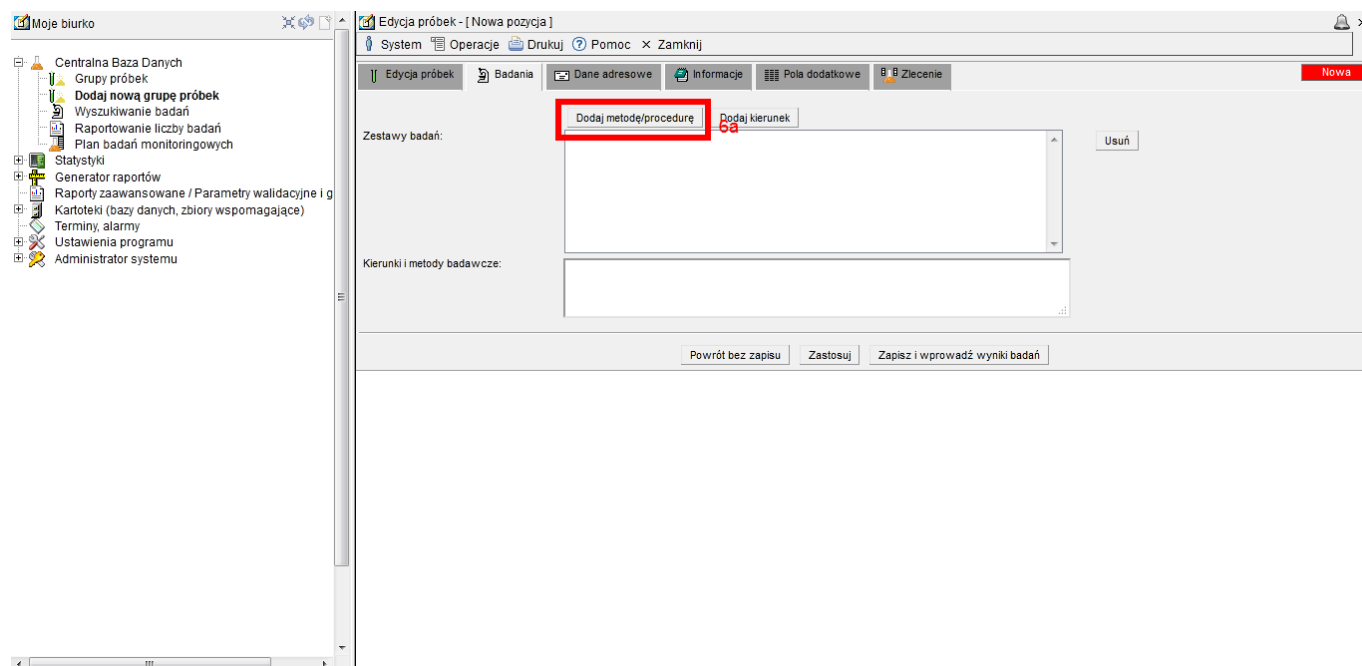 Moje biurko
Centralna Baza Danych
Grupy próbek
Dodaj nową grupę próbek
Wyszukiwanie badań
Raportowanie liczby badań
Plan badań monitoringowych
Statystyki
Generator raportów
Raporty zaawansowane / Parametry walidacyjne i g
Kartoteki (bazy danych, zbiory wspomagające)
Terminy, alarmy
Ustawienia programu
Administrator systemu
Edycja próbek - [ Nowa pozycja ]
System Operacje Drukuj Pomoc × Zamknij
Edycja próbek Badania Dane adresowe Informacje Pola dodatkowe Zlecenie Nowa
Dodaj metodę/procedurę Dodaj kierunek
6a
Zestawy badań: Usuń
Kierunki i metody badawcze:
Powrót bez zapisu Zastosuj Zapisz i wprowadź wyniki badań